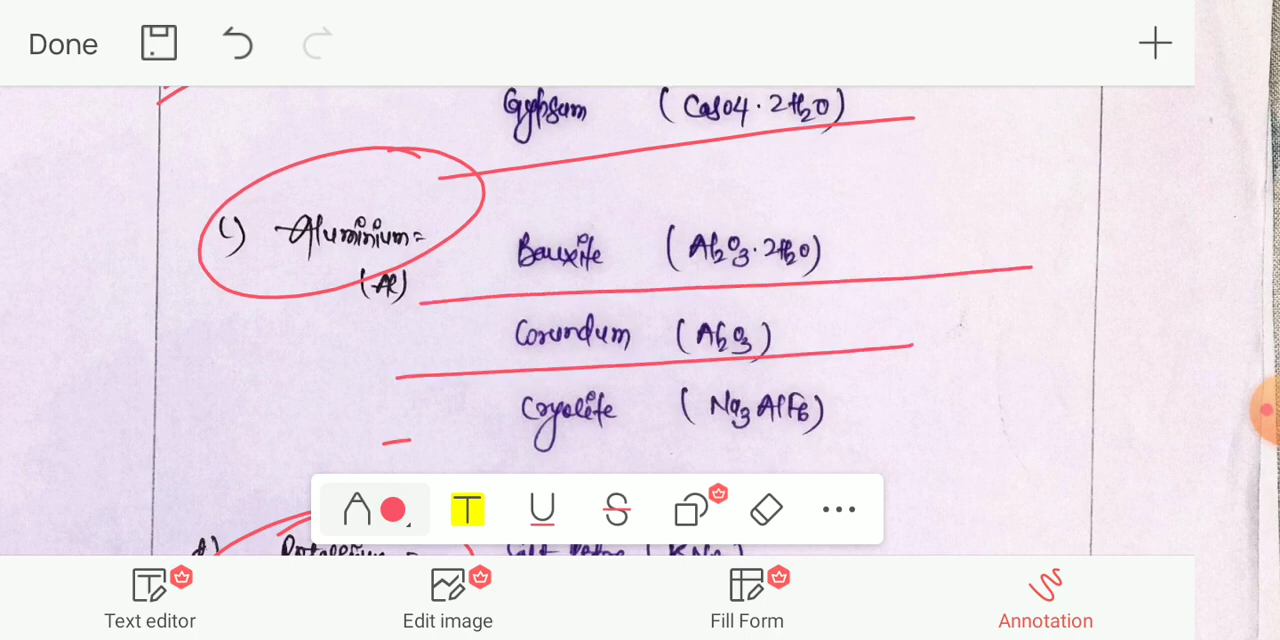 Done
Gypsum (CaSO4·2H2O)
c) Aluminium= Bauxite (Al2O3·2H2O)
(Al)
Corundum (Al2O3)
Cryolite (Na3AlF6)
T U S
Potassium =
Text editor Edit image Fill Form Annotation